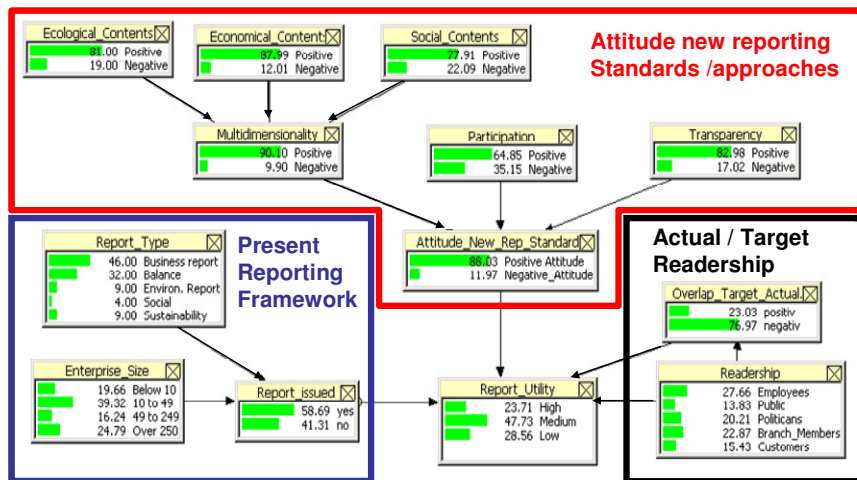 Ecological_Contents
81.00 Positive
19.00 Negative
Economical_Contents
87.99 Positive
12.01 Negative
Social_Contents
77.91 Positive
22.09 Negative
Attitude new reporting
Standards /approaches
Multidimensionality
90.10 Positive
9.90 Negative
Participation
64.85 Positive
35.15 Negative
Transparency
82.98 Positive
17.02 Negative
Report_Type
46.00 Business report
32.00 Balance
9.00 Environ. Report
4.00 Social
9.00 Sustainability
Present
Reporting
Framework
Attitude_New_Rep_Standard
88.03 Positive Attitude
11.97 Negative_Attitude
Actual / Target
Readership
Overlap_Target_Actual.
23.03 positiv
76.97 negativ
Enterprise_Size
19.66 Below 10
39.32 10 to 49
16.24 49 to 249
24.79 Over 250
Report_issued
58.69 yes
41.31 no
Report_Utility
23.71 High
47.73 Medium
28.56 Low
Readership
27.66 Employees
13.83 Public
20.21 Politicans
22.87 Branch_Members
15.43 Customers